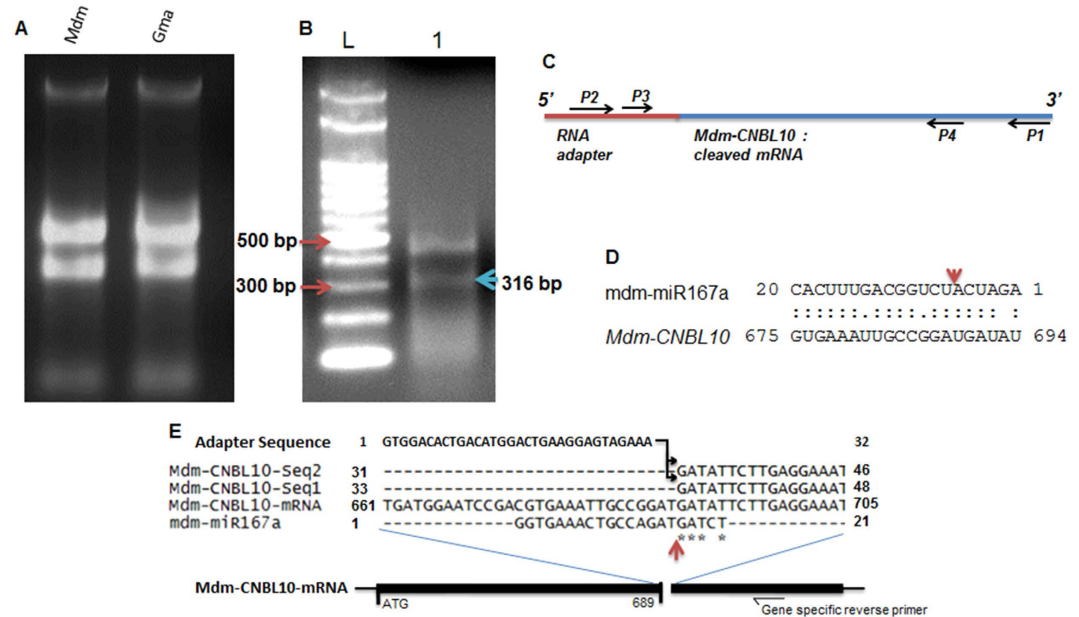 A
Mdm
Gma
B
L
1
500 bp
300 bp
316 bp
C
5’
3’
P2
P3
P4
P1
RNA
adapter
Mdm-CNBL10 :
cleaved mRNA
D
mdm-miR167a 20 CACUUUGACGGUCUACUAGA 1
::::::.:::::.:::::: :
Mdm-CNBL10 675 GUGAAAUUGCCGGAUGAUAU 694
E
Adapter Sequence 1 GTGGACACTGACATGGACTGAAGGAGTAGAAA 32
Mdm-CNBL10-Seq2 31 ------------------------------GATATTCTTGAGGAAAT 46
Mdm-CNBL10-Seq1 33 ------------------------------GATATTCTTGAGGAAAT 48
Mdm-CNBL10-mRNA 661 TGATGGAATCCGACGTGAAATTGCCGGATGATATTCTTGAGGAAAT 705
mdm-miR167a 1 -------------GGTGAAACTGCCAGATGATCT------------ 21
*** *
Mdm-CNBL10-mRNA
ATG
689
Gene specific reverse primer